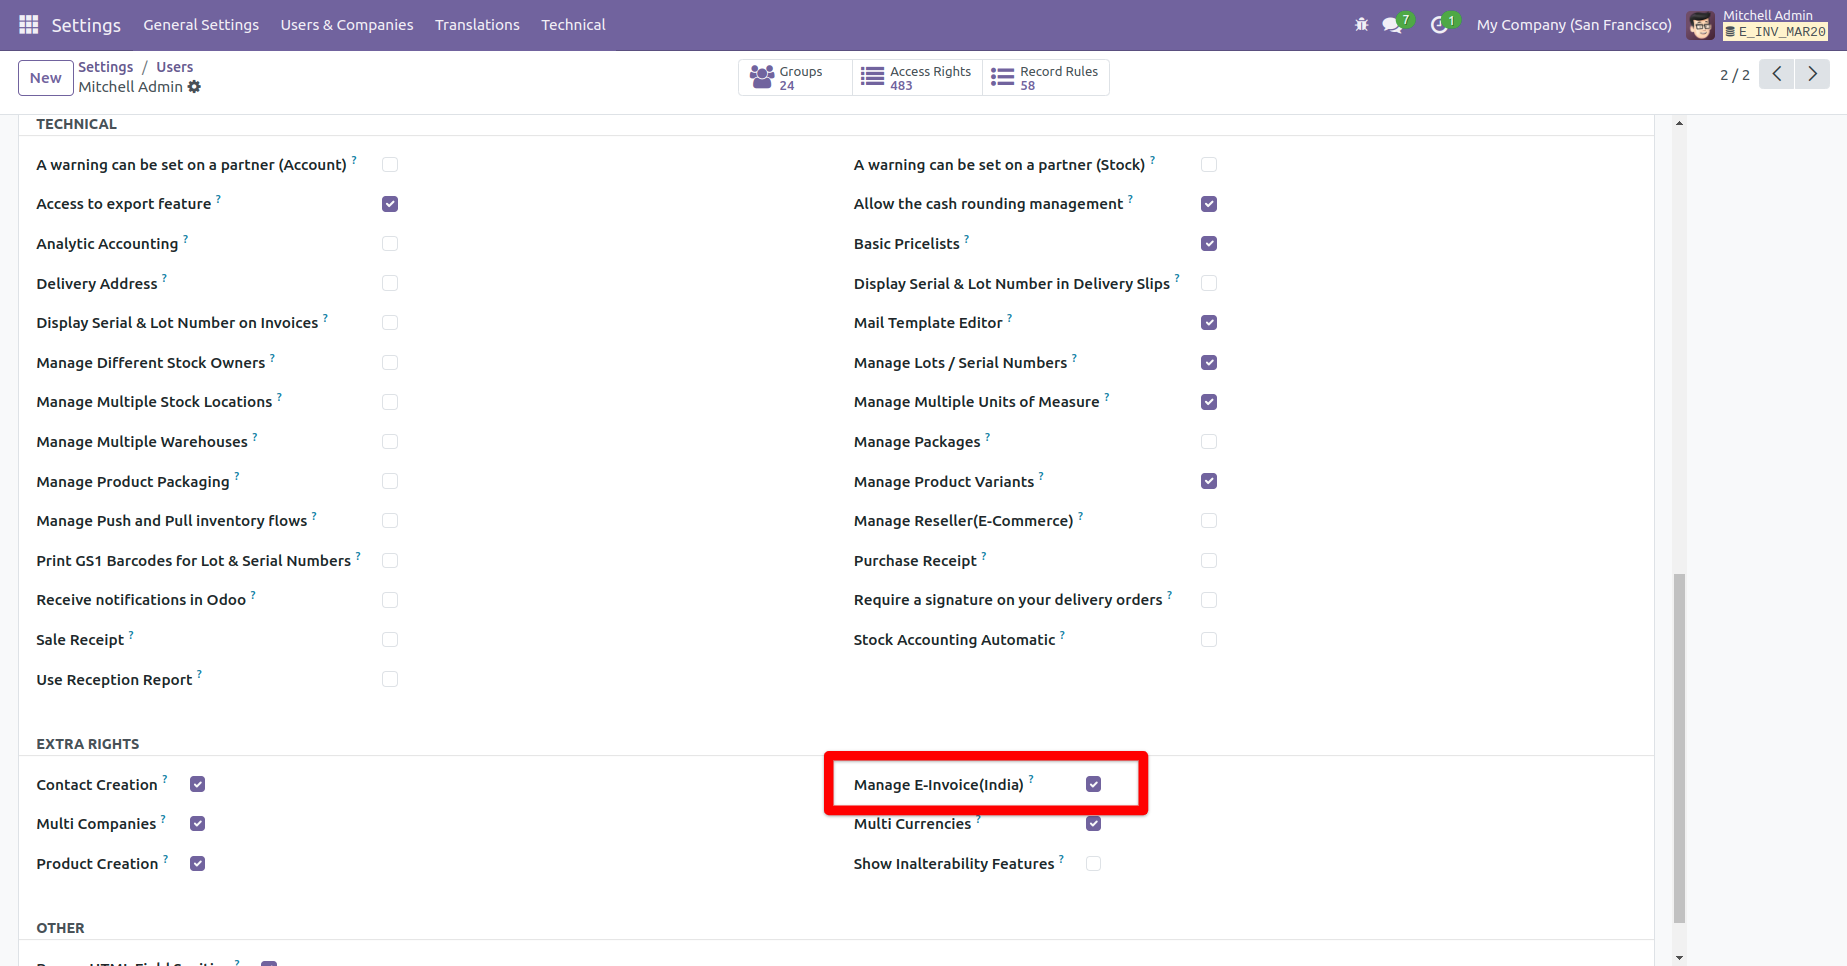 Settings General Settings Users & Companies Translations Technical 7 1 My Company (San Francisco) Mitchell Admin
E_INV_MAR20
New Settings / Users
Mitchell Admin
Groups 24 Access Rights 483 Record Rules 58 2 / 2
TECHNICAL
A warning can be set on a partner (Account) ? A warning can be set on a partner (Stock) ?
Access to export feature ? Allow the cash rounding management ?
Analytic Accounting ? Basic Pricelists ?
Delivery Address ? Display Serial & Lot Number in Delivery Slips ?
Display Serial & Lot Number on Invoices ? Mail Template Editor ?
Manage Different Stock Owners ? Manage Lots / Serial Numbers ?
Manage Multiple Stock Locations ? Manage Multiple Units of Measure ?
Manage Multiple Warehouses ? Manage Packages ?
Manage Product Packaging ? Manage Product Variants ?
Manage Push and Pull inventory flows ? Manage Reseller(E-Commerce) ?
Print GS1 Barcodes for Lot & Serial Numbers ? Purchase Receipt ?
Receive notifications in Odoo ? Require a signature on your delivery orders ?
Sale Receipt ? Stock Accounting Automatic ?
Use Reception Report ?
EXTRA RIGHTS
Contact Creation ? Manage E-Invoice(India) ?
Multi Companies ? Multi Currencies ?
Product Creation ? Show Inalterability Features ?
OTHER